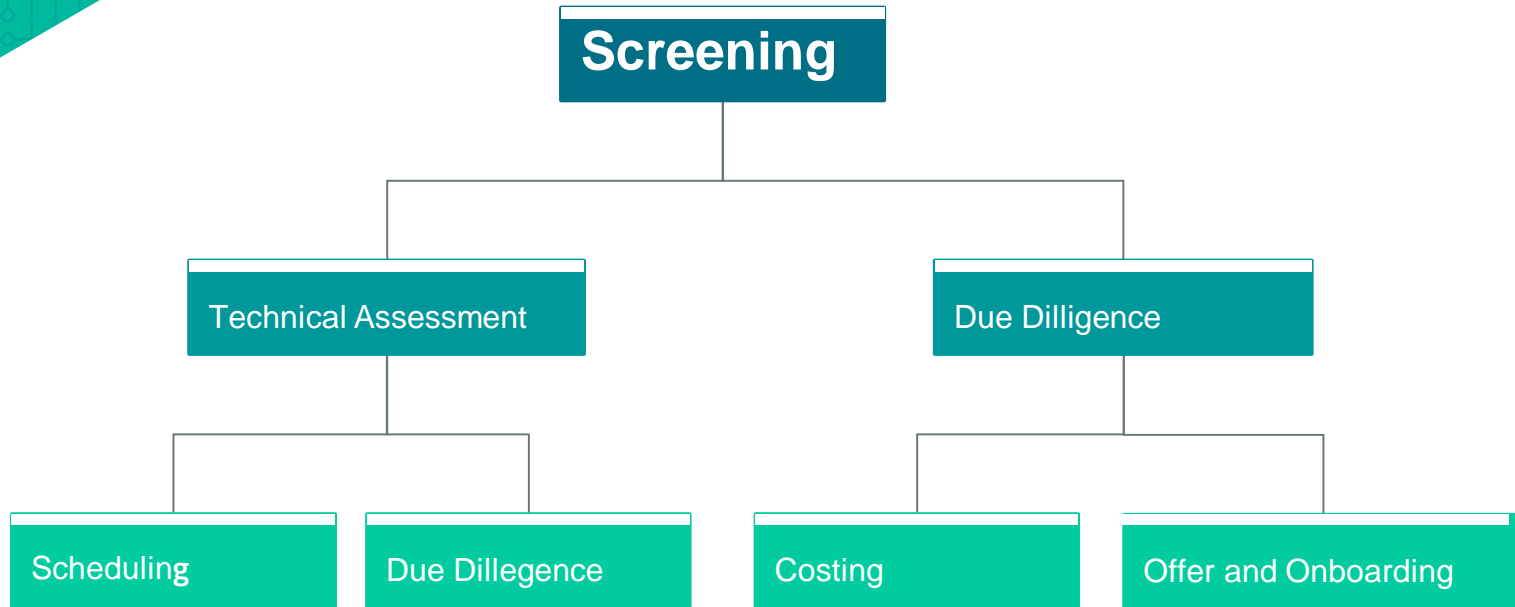 Screening
Technical Assessment
Due Dilligence
Scheduling
Due Dillegence
Costing
Offer and Onboarding